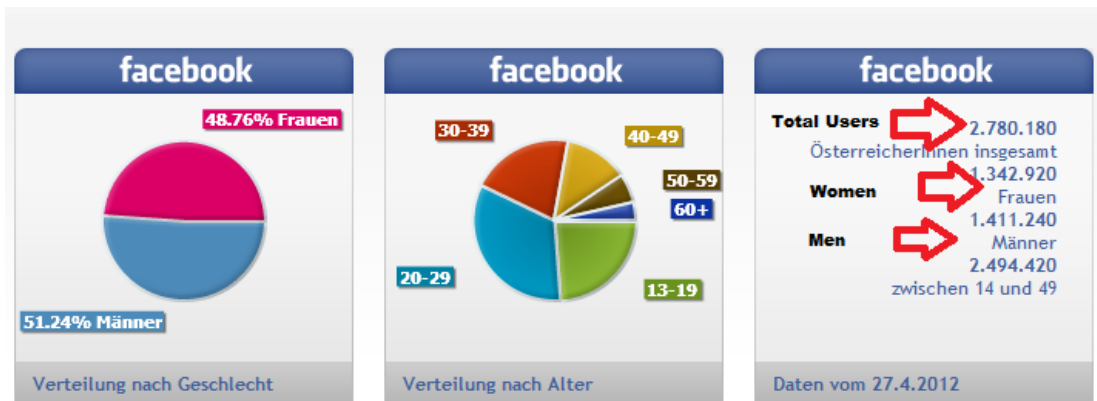 facebook
48.76% Frauen
51.24% Männer
Verteilung nach Geschlecht
facebook
30-39
40-49
50-59
60+
20-29
13-19
Verteilung nach Alter
facebook
Total Users 2.780.180
ÖsterreicherInnen insgesamt
1.342.920
Women Frauen
1.411.240
Men Männer
2.494.420
zwischen 14 und 49
Daten vom 27.4.2012